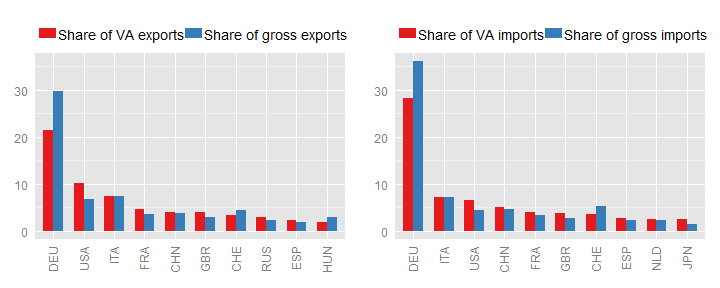 Share of VA exports Share of gross exports
30
20
10
0
DEU USA ITA FRA CHN GBR CHE RUS ESP HUN
Share of VA imports Share of gross imports
30
20
10
0
DEU ITA USA CHN FRA GBR CHE ESP NLD JPN